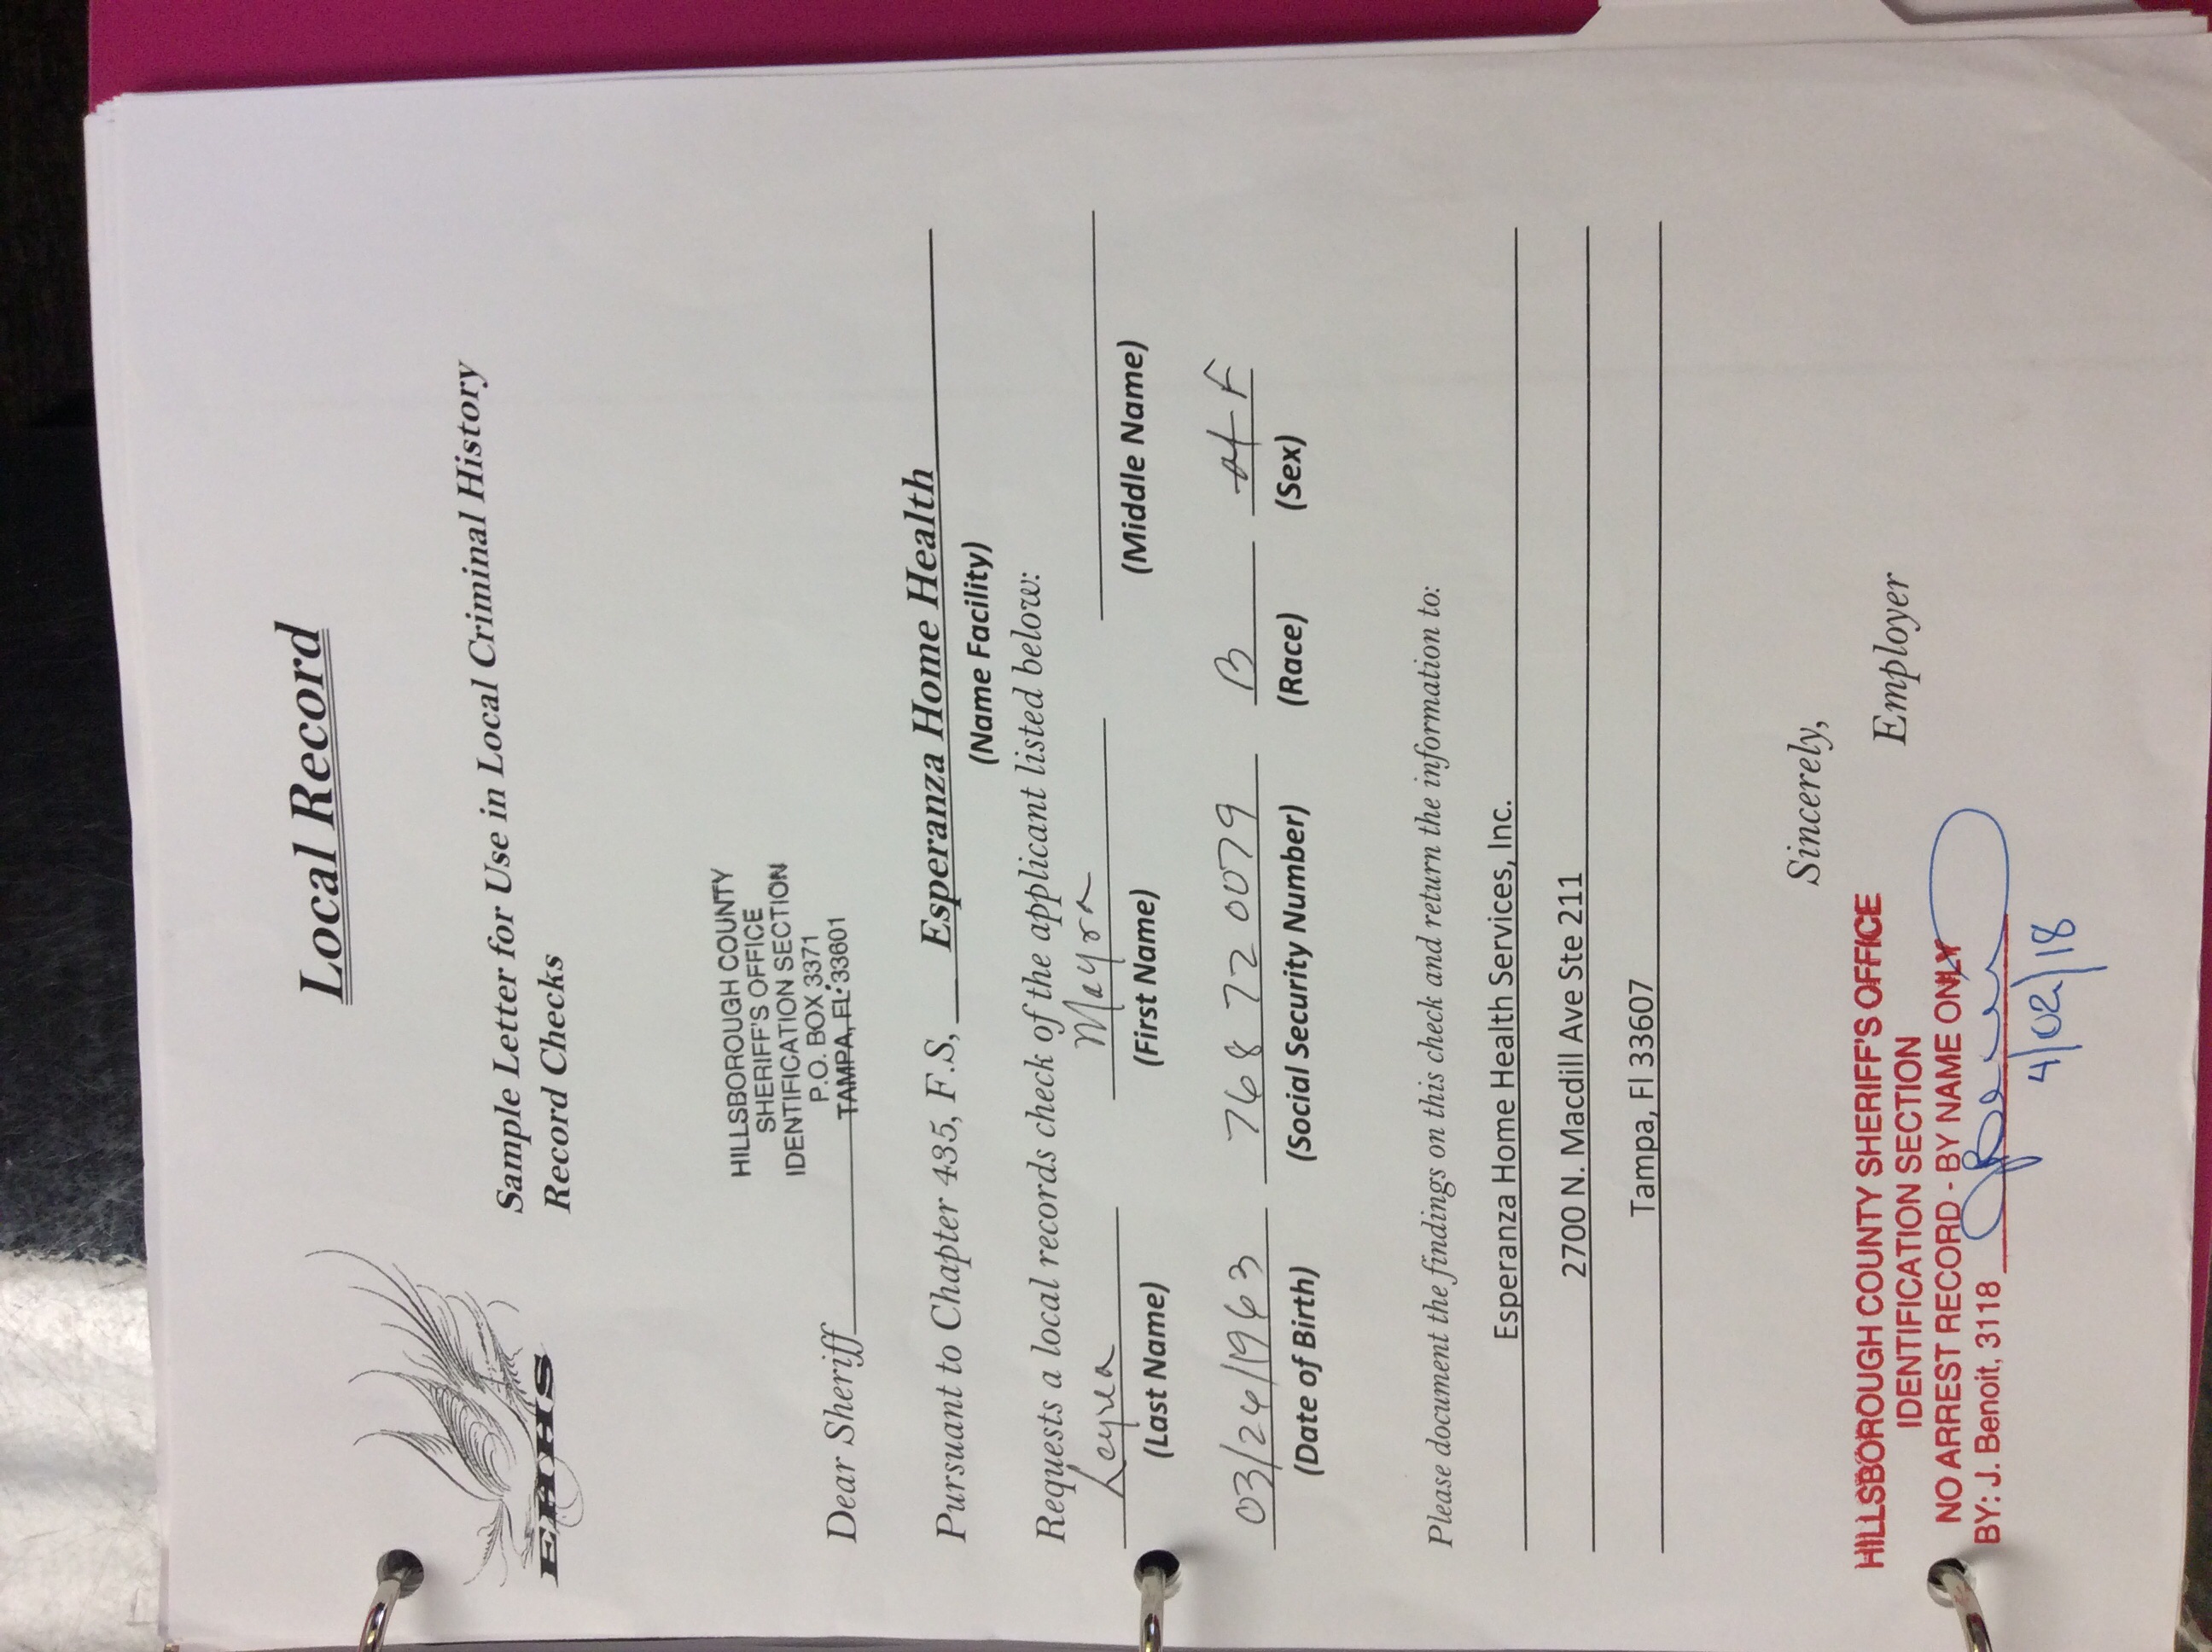 Local Record
EHHS
Sample Letter for Use in Local Criminal History
Record Checks
HILLSBOROUGH COUNTY
SHERIFF'S OFFICE
IDENTIFICATION SECTION
P.O. BOX 3371
TAMPA, FL. 33601
Dear Sheriff
Pursuant to Chapter 435, F.S, Esperanza Home Health
(Name Facility)
Requests a local records check of the applicant listed below:
Mayra
(Last Name) (First Name) (Middle Name)
768 72 0079 B F
(Date of Birth) (Social Security Number) (Race) (Sex)
Please document the findings on this check and return the information to:
Esperanza Home Health Services, Inc.
2700 N. Macdill Ave Ste 211
Tampa, Fl 33607
Sincerely,
Employer
HILLSBOROUGH COUNTY SHERIFF'S OFFICE
IDENTIFICATION SECTION
NO ARREST RECORD - BY NAME ONLY
BY: J. Benoit, 3118
4/02/18